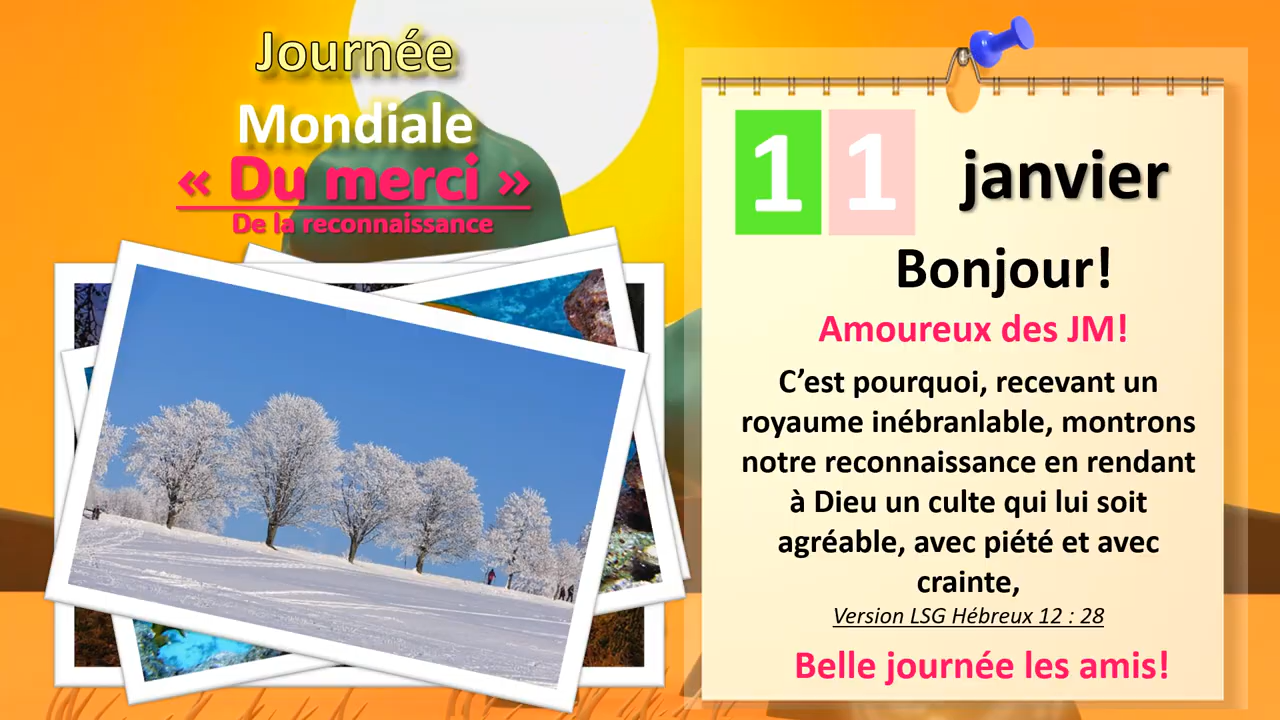 Journée
Mondiale
« Du merci »
De la reconnaissance
11 janvier
Bonjour!
Amoureux des JM!
C’est pourquoi, recevant un
royaume inébranlable, montrons
notre reconnaissance en rendant
à Dieu un culte qui lui soit
agréable, avec piété et avec
crainte,
Version LSG Hébreux 12 : 28
Belle journée les amis!